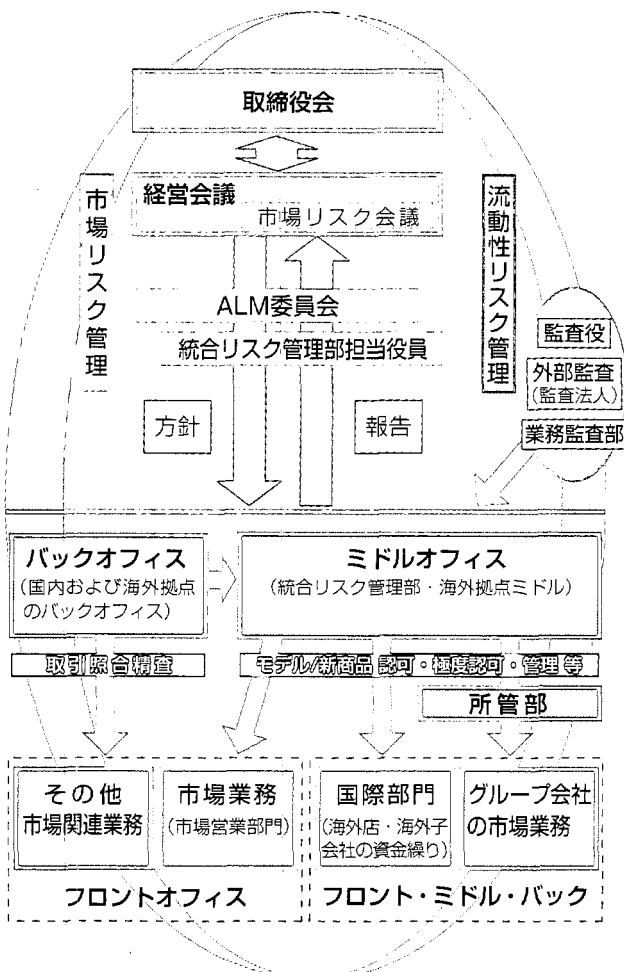 取締役会
経営会議
市場リスク会議
市場リスク管理
流動性リスク管理
ALM委員会
統合リスク管理部担当役員
監査役
外部監査
(監査法人)
業務監査部
方針
報告
バックオフィス
(国内および海外拠点
のバックオフィス)
ミドルオフィス
(統合リスク管理部・海外拠点ミドル)
取引照合精査
モデル/新商品 認可・極度認可・管理 等
所管部
その他
市場関連業務
市場業務
(市場営業部門)
国際部門
(海外店・海外子
会社の資金繰り)
グループ会社
の市場業務
フロントオフィス
フロント・ミドル・バック